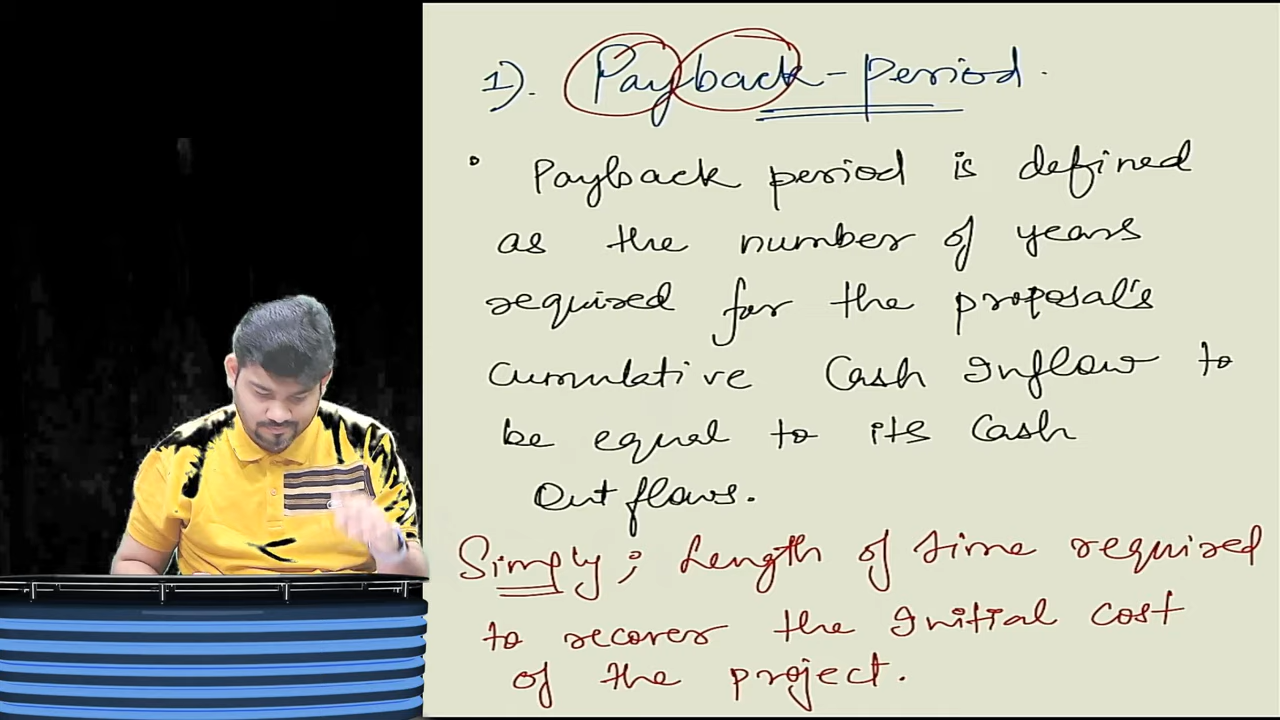 1). Payback-period.
• Payback period is defined
as the number of years
required for the proposal's
cumulative Cash Inflow to
be equal to its Cash
Outflows.
Simply; Length of time required
to recover the Initial cost
of the project.